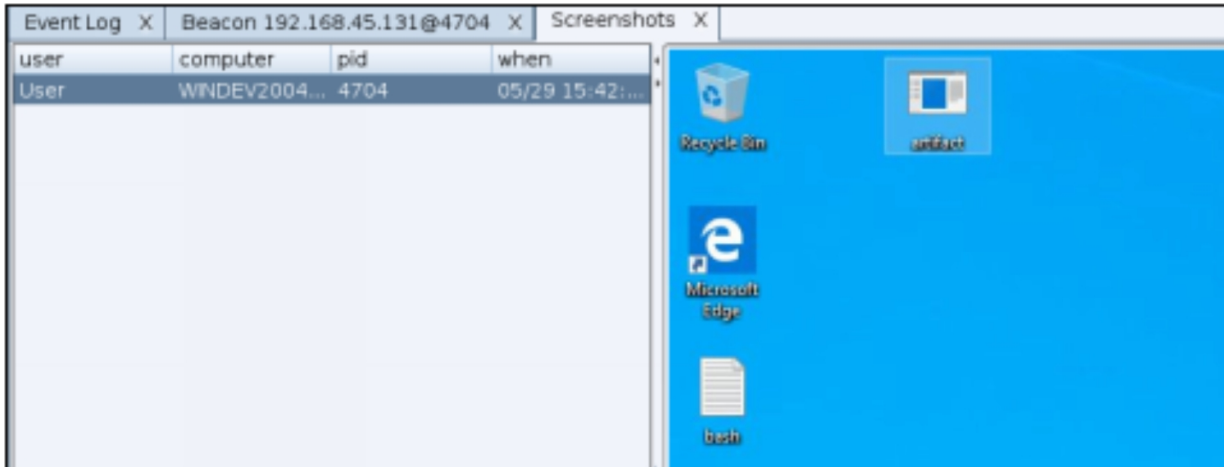 Event Log X Beacon 192.168.45.131@4704 X Screenshots X
user computer pid when
User WINDEV2004... 4704 05/29 15:42:...
Recycle Bin artifact
Microsoft
Edge
bash